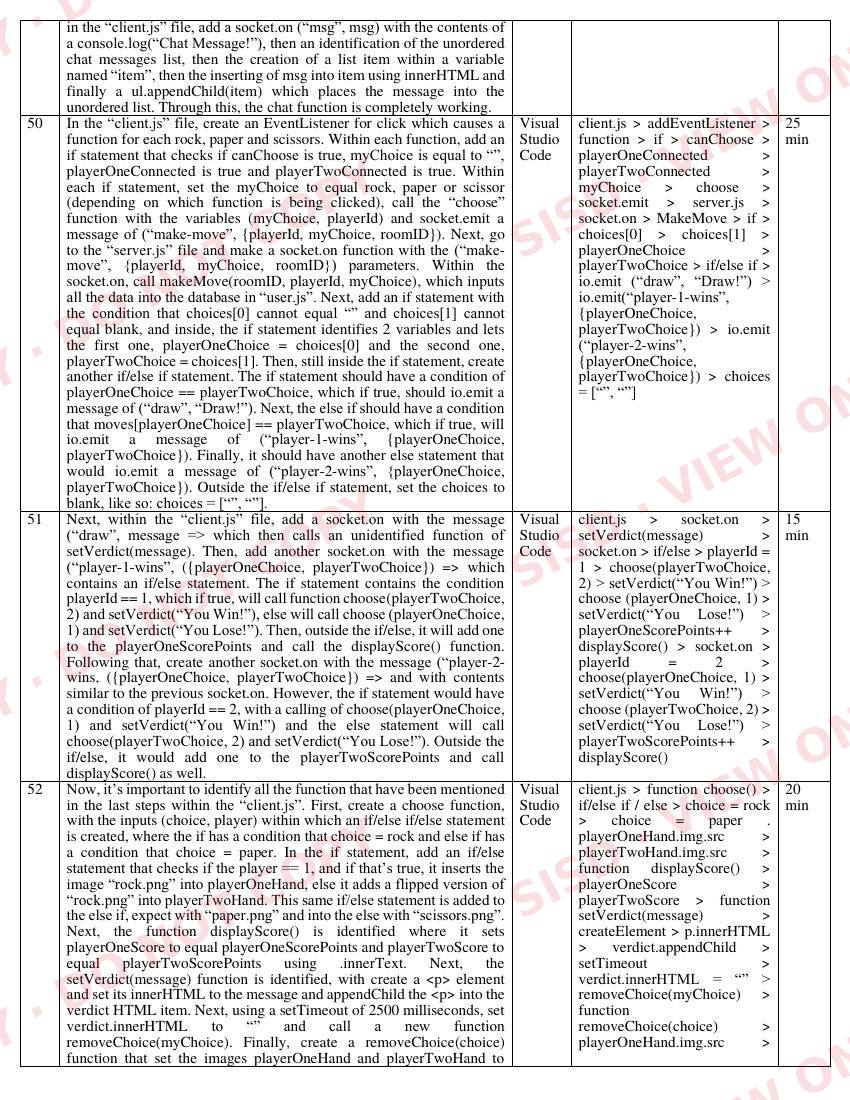 in the “client.js” file, add a socket.on (“msg”, msg) with the contents of
a console.log(“Chat Message!”), then an identification of the unordered
chat messages list, then the creation of a list item within a variable
named “item”, then the inserting of msg into item using innerHTML and
finally a ul.appendChild(item) which places the message into the
unordered list. Through this, the chat function is completely working.
50
In the “client.js” file, create an EventListener for click which causes a
function for each rock, paper and scissors. Within each function, add an
if statement that checks if canChoose is true, myChoice is equal to “”,
playerOneConnected is true and playerTwoConnected is true. Within
each if statement, set the myChoice to equal rock, paper or scissor
(depending on which function is being clicked), call the “choose”
function with the variables (myChoice, playerId) and socket.emit a
message of (“make-move”, {playerId, myChoice, roomID}). Next, go
to the “server.js” file and make a socket.on function with the (“make-
move”, {playerId, myChoice, roomID}) parameters. Within the
socket.on, call makeMove(roomID, playerId, myChoice), which inputs
all the data into the database in “user.js”. Next, add an if statement with
the condition that choices[0] cannot equal “” and choices[1] cannot
equal blank, and inside, the if statement identifies 2 variables and lets
the first one, playerOneChoice = choices[0] and the second one,
playerTwoChoice = choices[1]. Then, still inside the if statement, create
another if/else if statement. The if statement should have a condition of
playerOneChoice == playerTwoChoice, which if true, should io.emit a
message of (“draw”, “Draw!”). Next, the else if should have a condition
that moves[playerOneChoice] == playerTwoChoice, which if true, will
io.emit a message of (“player-1-wins”, {playerOneChoice,
playerTwoChoice}). Finally, it should have another else statement that
would io.emit a message of (“player-2-wins”, {playerOneChoice,
playerTwoChoice}). Outside the if/else if statement, set the choices to
blank, like so: choices = [“”, “”].
Visual
Studio
Code
client.js > addEventListener >
function > if > canChoose >
playerOneConnected >
playerTwoConnected >
myChoice > choose >
socket.emit > server.js >
socket.on > MakeMove > if >
choices[0] > choices[1] >
playerOneChoice >
playerTwoChoice > if/else if >
io.emit (“draw”, “Draw!”) >
io.emit(“player-1-wins”,
{playerOneChoice,
playerTwoChoice}) > io.emit
(“player-2-wins”,
{playerOneChoice,
playerTwoChoice}) > choices
= [“”, “”]
25
min
51
Next, within the “client.js” file, add a socket.on with the message
(“draw”, message => which then calls an unidentified function of
setVerdict(message). Then, add another socket.on with the message
(“player-1-wins”, ({playerOneChoice, playerTwoChoice}) => which
contains an if/else statement. The if statement contains the condition
playerId == 1, which if true, will call function choose(playerTwoChoice,
2) and setVerdict(“You Win!”), else will call choose (playerOneChoice,
1) and setVerdict(“You Lose!”). Then, outside the if/else, it will add one
to the playerOneScorePoints and call the displayScore() function.
Following that, create another socket.on with the message (“player-2-
wins, ({playerOneChoice, playerTwoChoice}) => and with contents
similar to the previous socket.on. However, the if statement would have
a condition of playerId == 2, with a calling of choose(playerOneChoice,
1) and setVerdict(“You Win!”) and the else statement will call
choose(playerTwoChoice, 2) and setVerdict(“You Lose!”). Outside the
if/else, it would add one to the playerTwoScorePoints and call
displayScore() as well.
Visual
Studio
Code
client.js > socket.on >
setVerdict(message) >
socket.on > if/else > playerId =
1 > choose(playerTwoChoice,
2) > setVerdict(“You Win!”) >
choose (playerOneChoice, 1) >
setVerdict(“You Lose!”) >
playerOneScorePoints++ >
displayScore() > socket.on >
playerId = 2 >
choose(playerOneChoice, 1) >
setVerdict(“You Win!”) >
choose (playerTwoChoice, 2) >
setVerdict(“You Lose!”) >
playerTwoScorePoints++ >
displayScore()
15
min
52
Now, it’s important to identify all the function that have been mentioned
in the last steps within the “client.js”. First, create a choose function,
with the inputs (choice, player) within which an if/else if/else statement
is created, where the if has a condition that choice = rock and else if has
a condition that choice = paper. In the if statement, add an if/else
statement that checks if the player == 1, and if that’s true, it inserts the
image “rock.png” into playerOneHand, else it adds a flipped version of
“rock.png” into playerTwoHand. This same if/else statement is added to
the else if, expect with “paper.png” and into the else with “scissors.png”.
Next, the function displayScore() is identified where it sets
playerOneScore to equal playerOneScorePoints and playerTwoScore to
equal playerTwoScorePoints using .innerText. Next, the
setVerdict(message) function is identified, with create a <p> element
and set its innerHTML to the message and appendChild the <p> into the
verdict HTML item. Next, using a setTimeout of 2500 milliseconds, set
verdict.innerHTML to “” and call a new function
removeChoice(myChoice). Finally, create a removeChoice(choice)
function that set the images playerOneHand and playerTwoHand to
Visual
Studio
Code
client.js > function choose() >
if/else if / else > choice = rock
> choice = paper .
playerOneHand.img.src >
playerTwoHand.img.src >
function displayScore() >
playerOneScore >
playerTwoScore > function
setVerdict(message) >
createElement > p.innerHTML
> verdict.appendChild >
setTimeout >
verdict.innerHTML = “” >
removeChoice(myChoice) >
function
removeChoice(choice) >
playerOneHand.img.src >
20
min